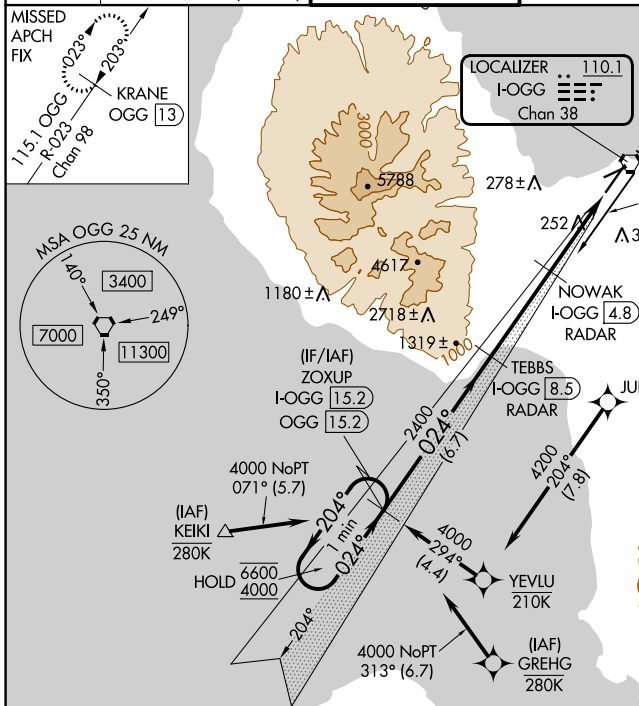 MISSED
APCH
FIX
023°
203°
KRANE
OGG 13
115.1 OGG
R-023
Chan 98
LOCALIZER 110.1
I-OGG
Chan 38
3000
5788
278±
252
4617
1180±
2718±
1319±
1000
MSA OGG 25 NM
140°
3400
249°
7000
11300
350°
NOWAK
I-OGG 4.8
RADAR
TEBBS
I-OGG 8.5
RADAR
(IF/IAF)
ZOXUP
I-OGG 15.2
OGG 15.2
2400
024°
(6.7)
4200
204°
(7.8)
4000 NoPT
071° (5.7)
(IAF)
KEIKI
280K
204°
1 min
024°
HOLD 6600
4000
204°
4000
294°
(4.4)
YEVLU
210K
4000 NoPT
313° (6.7)
(IAF)
GREHG
280K